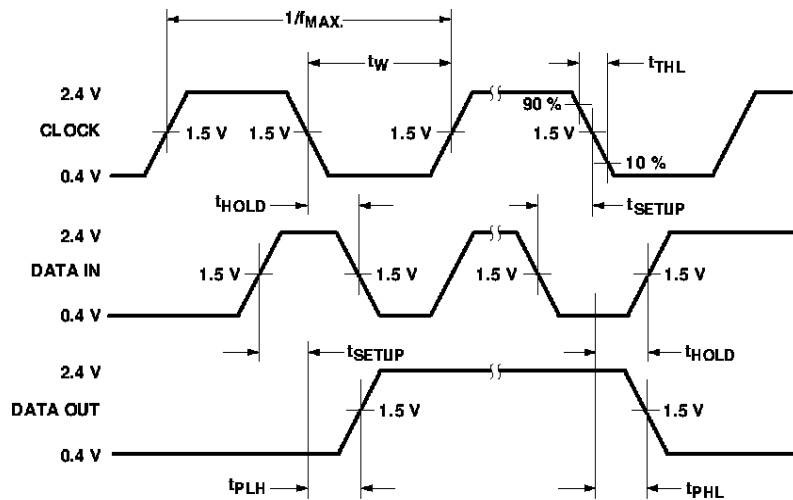 1/fMAX.
tW
tTHL
2.4 V
90 %
CLOCK
1.5 V
1.5 V
1.5 V
1.5 V
10 %
0.4 V
tHOLD
tSETUP
2.4 V
DATA IN
1.5 V
1.5 V
1.5 V
1.5 V
0.4 V
tSETUP
tHOLD
2.4 V
DATA OUT
1.5 V
1.5 V
0.4 V
tPLH
tPHL